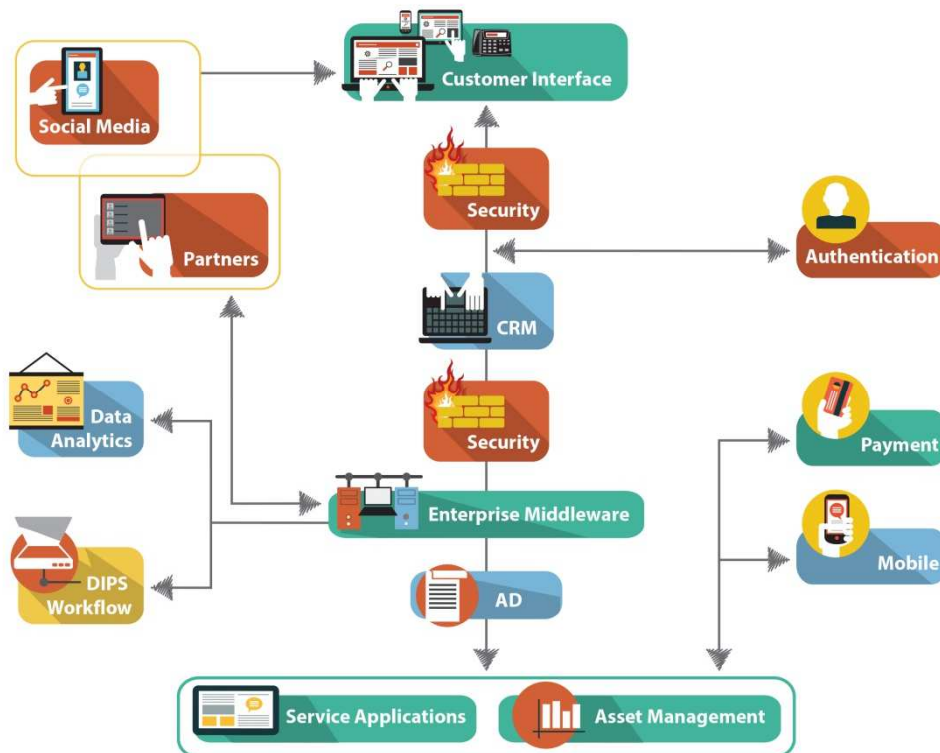 Customer Interface
Social Media
Security
Partners
Authentication
CRM
Data
Analytics
Security
Payment
Enterprise Middleware
Mobile
DIPS
Workflow
AD
Service Applications
Asset Management